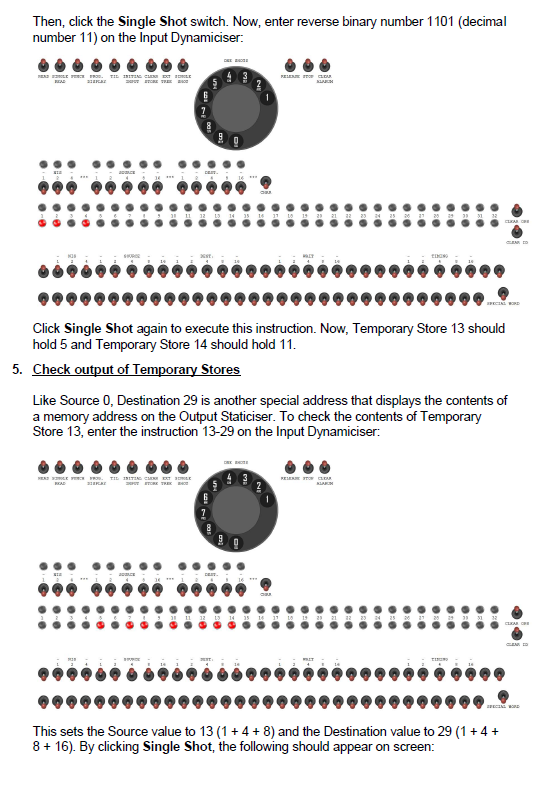 Then, click the Single Shot switch. Now, enter reverse binary number 1101 (decimal
number 11) on the Input Dynamiciser:
ONE SHOTS
READ SINGLE PUNCH PROG. TIL INITIAL CLEAR EXT SINGLE
READ DISPLAY INPUT STORE TREE SHOT
RELEASE STOP CLEAR
ALARUM
5 4 3 2 1
6 7 8 9 0
NIS SOURCE DEST.
1 2 4 *** 1 2 4 8 16 *** 1 2 4 8 16 ***
CHAR
1 2 3 4 5 6 7 8 9 10 11 12 13 14 15 16 17 18 19 20 21 22 23 24 25 26 27 28 29 30 31 32
CLEAR OPS
CLEAR ID
NIS SOURCE DEST. WAIT TIMING
1 2 4 1 2 4 8 16 1 2 4 8 16 1 2 4 8 16 1 2 4 8 16
SPECIAL WORD
Click Single Shot again to execute this instruction. Now, Temporary Store 13 should
hold 5 and Temporary Store 14 should hold 11.
5. Check output of Temporary Stores
Like Source 0, Destination 29 is another special address that displays the contents of
a memory address on the Output Staticiser. To check the contents of Temporary
Store 13, enter the instruction 13-29 on the Input Dynamiciser:
ONE SHOTS
READ SINGLE PUNCH PROG. TIL INITIAL CLEAR EXT SINGLE
READ DISPLAY INPUT STORE TREE SHOT
RELEASE STOP CLEAR
ALARUM
5 4 3 2 1
6 7 8 9 0
NIS SOURCE DEST.
1 2 4 *** 1 2 4 8 16 *** 1 2 4 8 16 ***
CHAR
1 2 3 4 5 6 7 8 9 10 11 12 13 14 15 16 17 18 19 20 21 22 23 24 25 26 27 28 29 30 31 32
CLEAR OPS
CLEAR ID
NIS SOURCE DEST. WAIT TIMING
1 2 4 1 2 4 8 16 1 2 4 8 16 1 2 4 8 16 1 2 4 8 16
SPECIAL WORD
This sets the Source value to 13 (1 + 4 + 8) and the Destination value to 29 (1 + 4 +
8 + 16). By clicking Single Shot, the following should appear on screen: